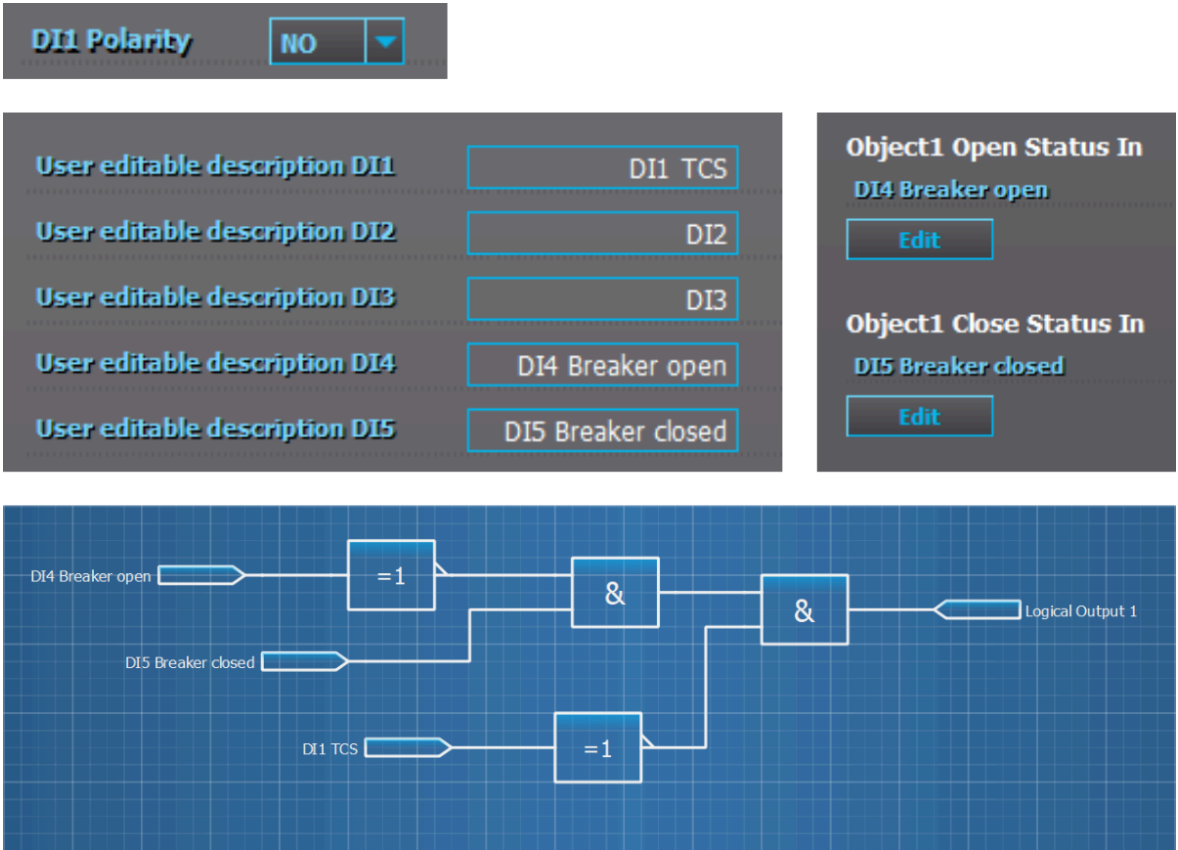 DI1 Polarity NO
User editable description DI1 DI1 TCS
User editable description DI2 DI2
User editable description DI3 DI3
User editable description DI4 DI4 Breaker open
User editable description DI5 DI5 Breaker closed
Object1 Open Status In
DI4 Breaker open
Edit
Object1 Close Status In
DI5 Breaker closed
Edit
DI4 Breaker open =1 & & Logical Output 1
DI5 Breaker closed
DI1 TCS =1